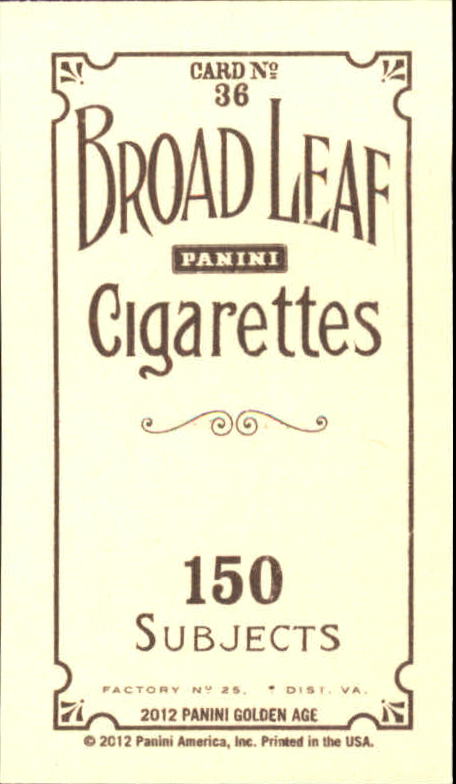 CARD Nº
36
BROAD LEAF
PANINI
Cigarettes
150
SUBJECTS
FACTORY Nº 25. DIST. VA.
2012 PANINI GOLDEN AGE
© 2012 Panini America, Inc. Printed in the USA.